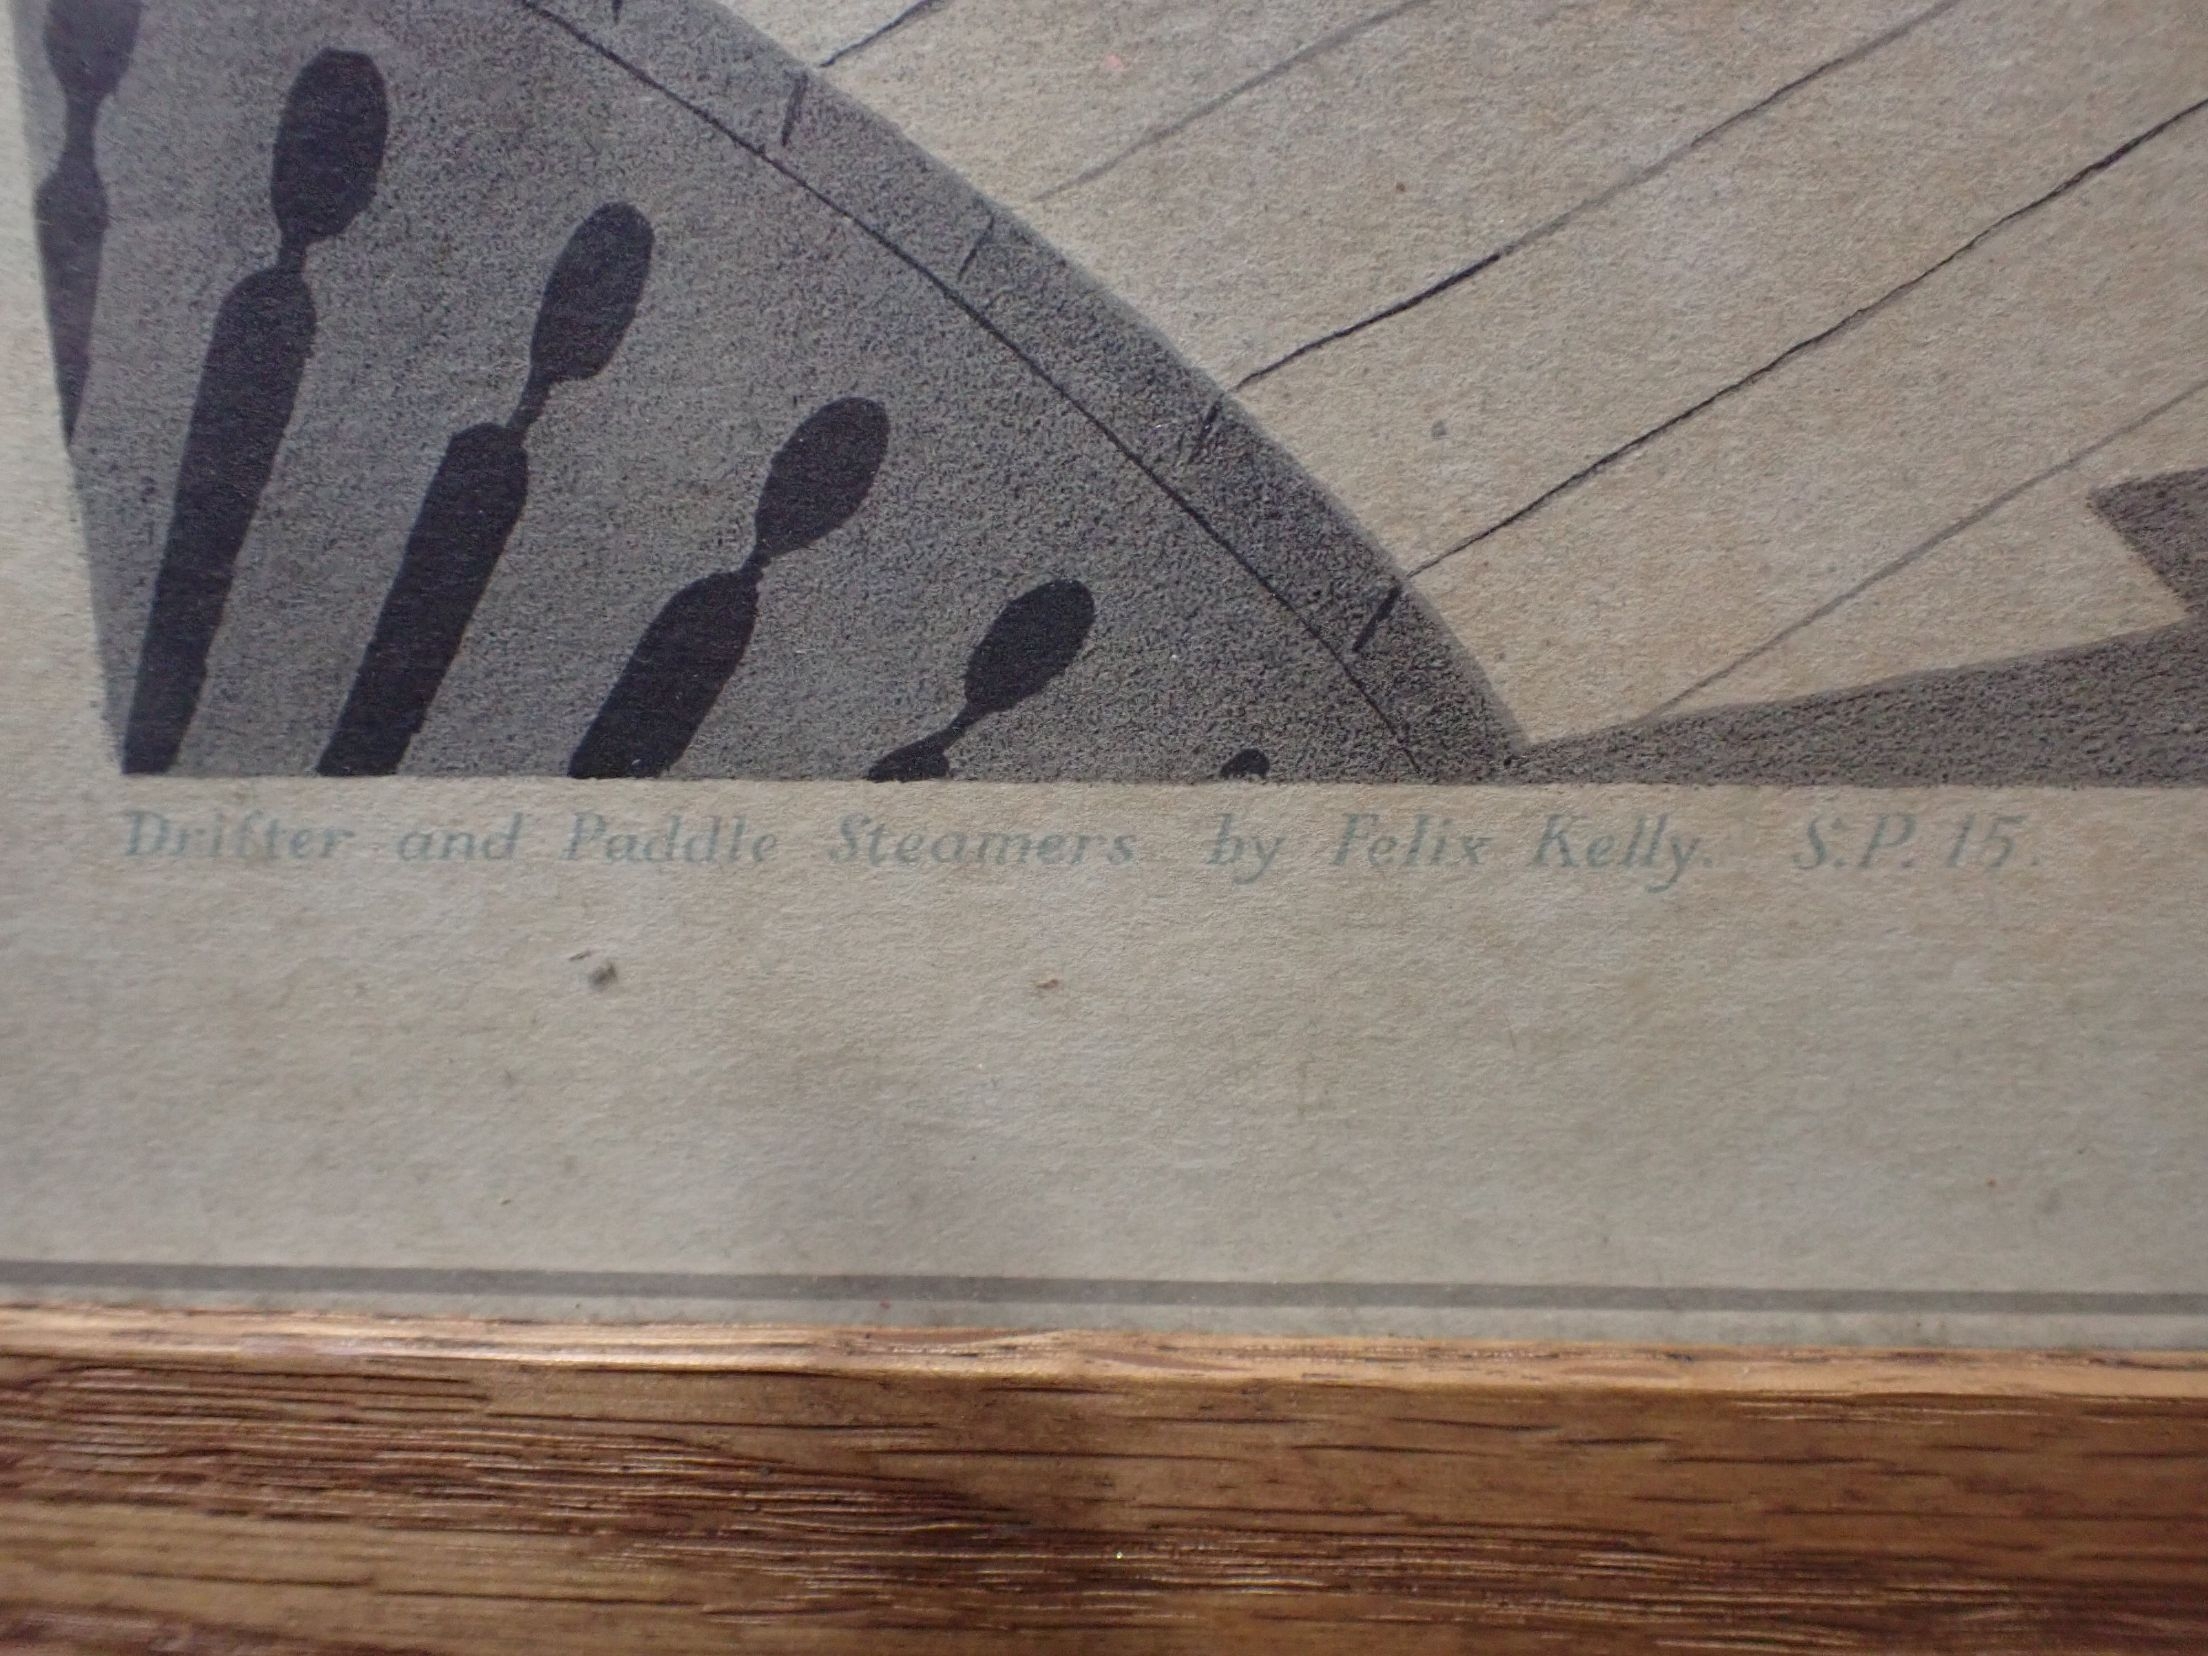 Drifter and Paddle Steamers by Felix Kelly. S.P. 15.